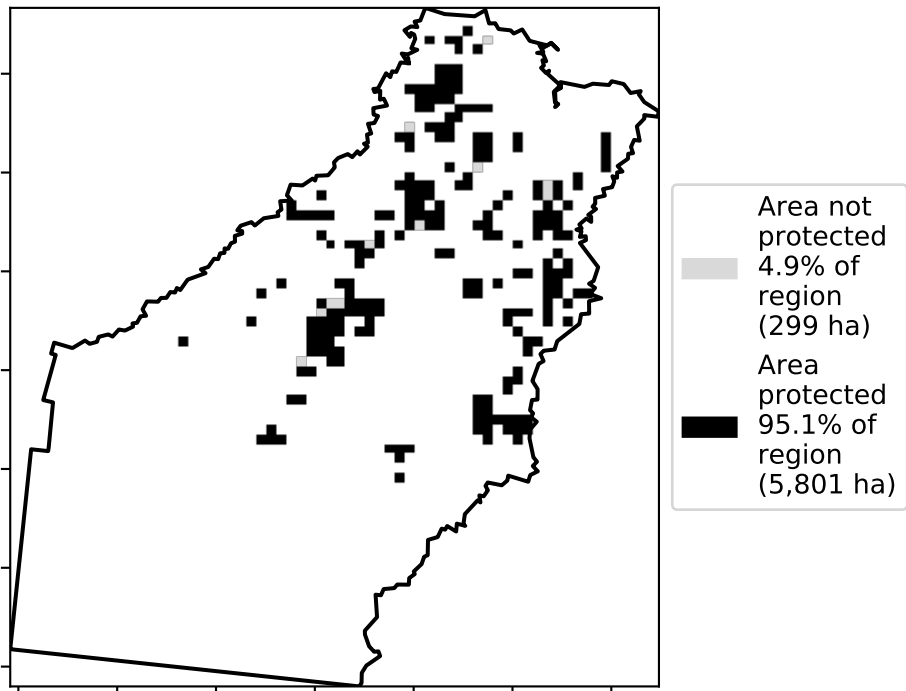 Area not
protected
4.9% of
region
(299 ha)
Area
protected
95.1% of
region
(5,801 ha)